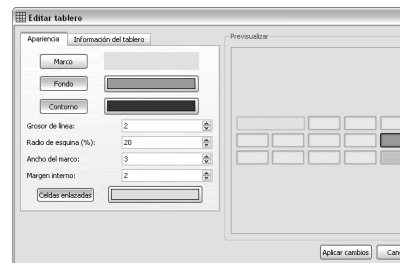 Editar tablero
Apariencia
Información del tablero
Previsualizar
Marco
Fondo
Contorno
Grosor de línea: 2
Radio de esquina (%): 20
Ancho del marco: 3
Margen interno: 2
Celdas enlazadas
Aplicar cambios
Canc